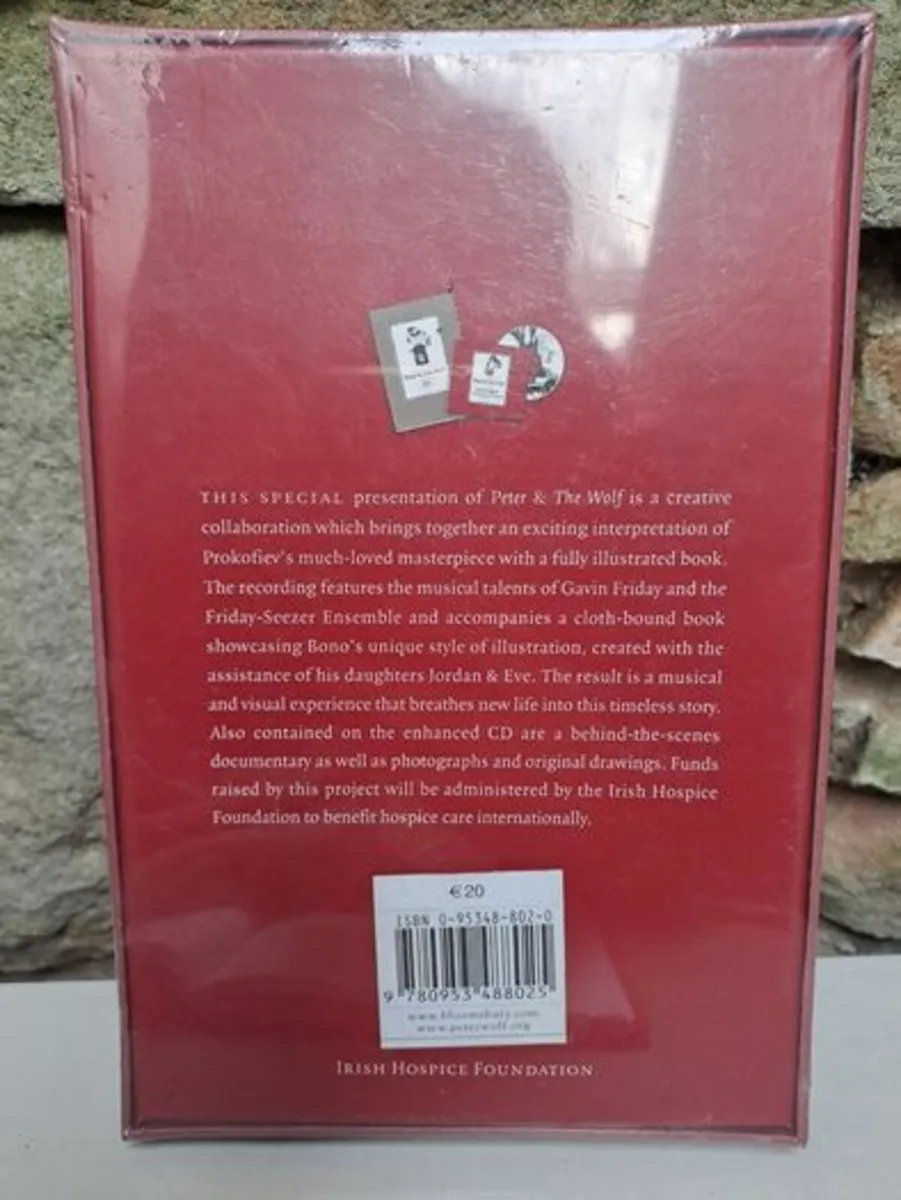 THIS SPECIAL presentation of Peter & The Wolf is a creative
collaboration which brings together an exciting interpretation of
Prokofiev's much-loved masterpiece with a fully illustrated book.
The recording features the musical talents of Gavin Friday and the
Friday-Seezer Ensemble and accompanies a cloth-bound book
showcasing Bono's unique style of illustration, created with the
assistance of his daughters Jordan & Eve. The result is a musical
and visual experience that breathes new life into this timeless story.
Also contained on the enhanced CD are a behind-the-scenes
documentary as well as photographs and original drawings. Funds
raised by this project will be administered by the Irish Hospice
Foundation to benefit hospice care internationally.
€20
ISBN 0-95348-802-0
9 780953 488025
www.bloomsbury.com
www.peterwolf.org
IRISH HOSPICE FOUNDATION